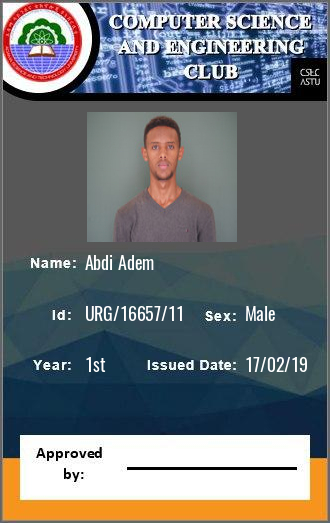 COMPUTER SCIENCE
AND ENGINEERING
CLUB
CSEC
ASTU
Name: Abdi Adem
Id: URG/16657/11 Sex: Male
Year: 1st Issued Date: 17/02/19
Approved
by: